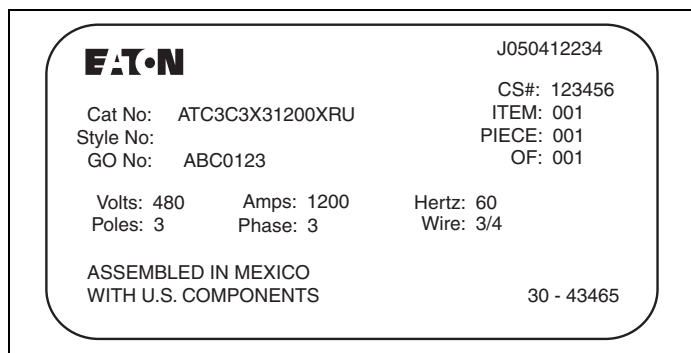 EATON
J050412234
CS#: 123456
Cat No: ATC3C3X31200XRU
ITEM: 001
Style No:
PIECE: 001
GO No: ABC0123
OF: 001
Volts: 480 Amps: 1200 Hertz: 60
Poles: 3 Phase: 3 Wire: 3/4
ASSEMBLED IN MEXICO
WITH U.S. COMPONENTS 30 - 43465